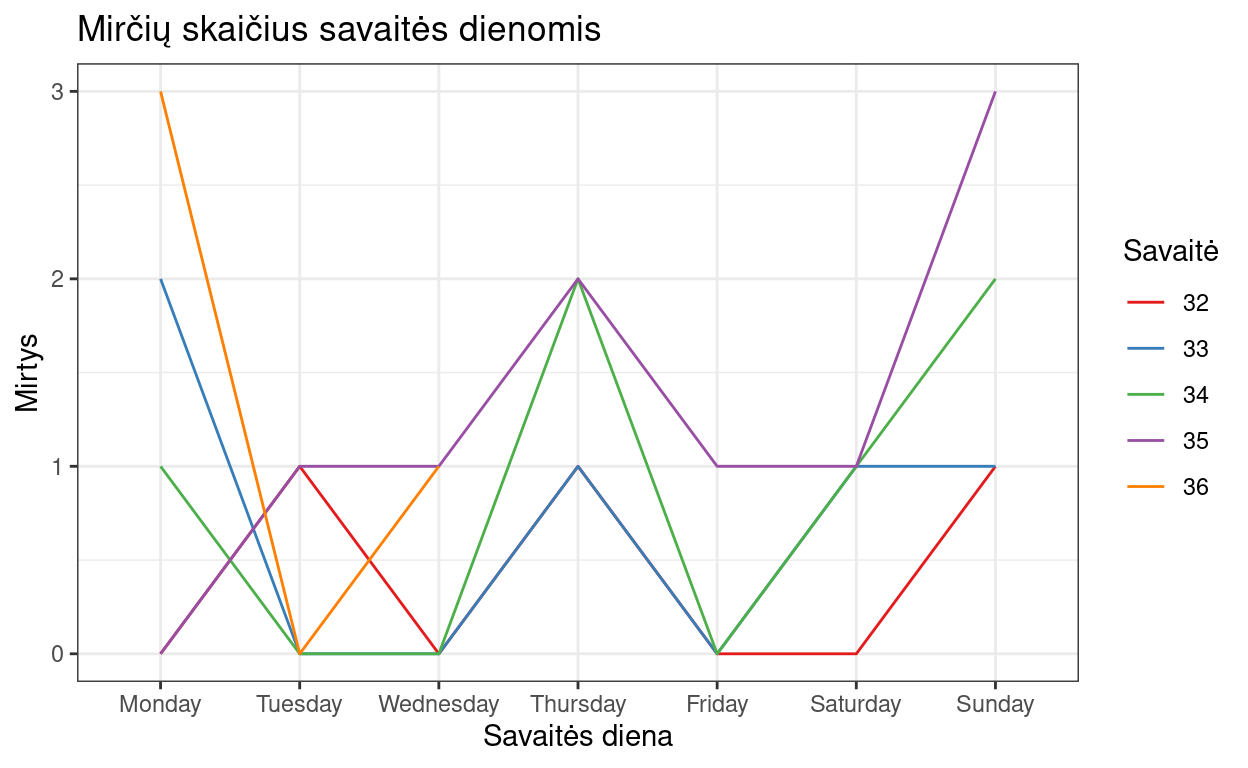 Mirčių skaičius savaitės dienomis
3
2
1
0
Mirtys
Monday Tuesday Wednesday Thursday Friday Saturday Sunday
Savaitės diena
Savaitė
32
33
34
35
36